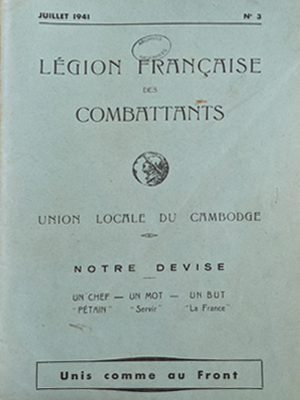 JUILLET 1941 N° 3
LÉGION FRANÇAISE
DES
COMBATTANTS
UNION LOCALE DU CAMBODGE
NOTRE DEVISE
UN CHEF — UN MOT — UN BUT
"PÉTAIN" "Servir" "La France"
Unis comme au Front